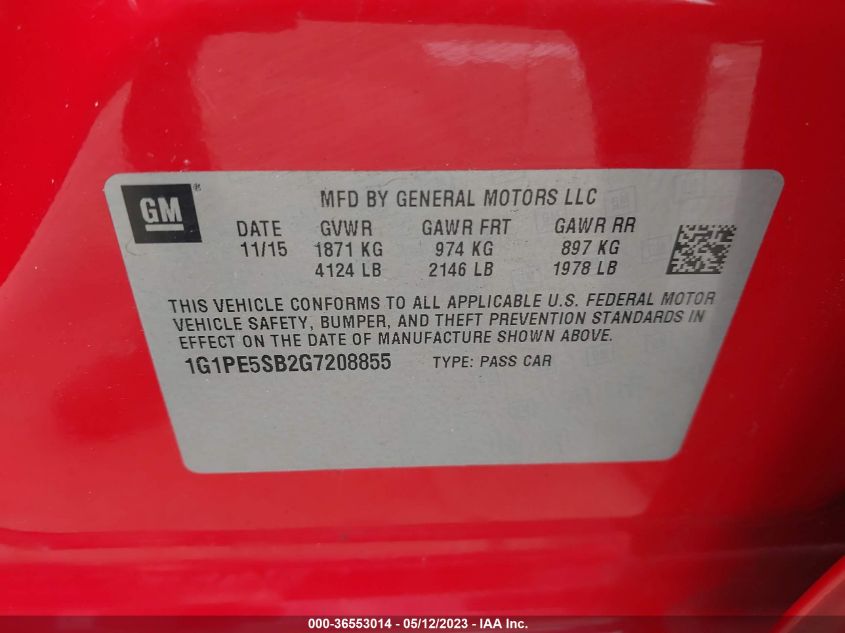 GM®
MFD BY GENERAL MOTORS LLC
DATE GVWR GAWR FRT GAWR RR
11/15 1871 KG 974 KG 897 KG
4124 LB 2146 LB 1978 LB
THIS VEHICLE CONFORMS TO ALL APPLICABLE U.S. FEDERAL MOTOR
VEHICLE SAFETY, BUMPER, AND THEFT PREVENTION STANDARDS IN
EFFECT ON THE DATE OF MANUFACTURE SHOWN ABOVE.
1G1PE5SB2G7208855 TYPE: PASS CAR
000-36553014 - 05/12/2023 - IAA Inc.